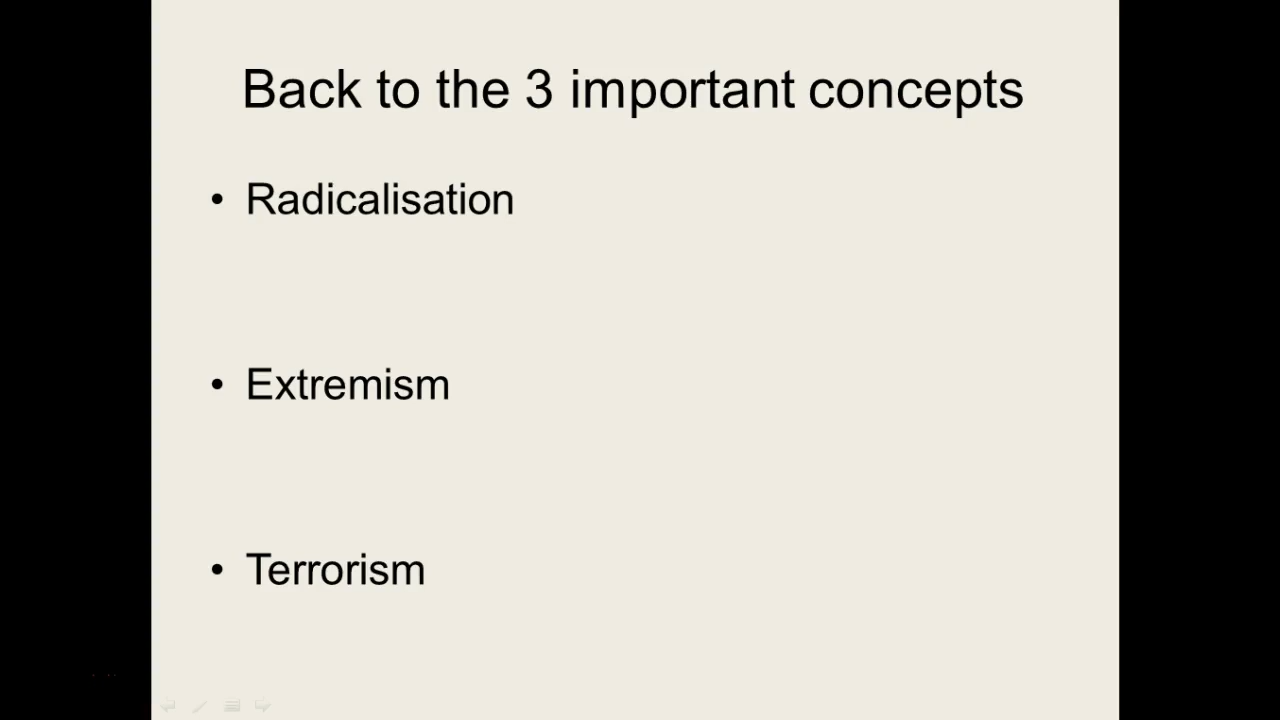 Back to the 3 important concepts
• Radicalisation
• Extremism
• Terrorism